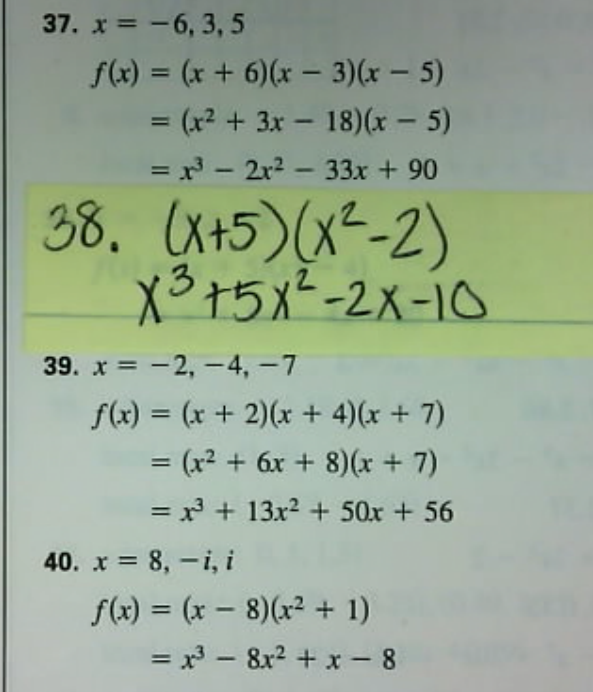 37. x = −6, 3, 5
f(x) = (x + 6)(x − 3)(x − 5)
= (x² + 3x − 18)(x − 5)
= x³ − 2x² − 33x + 90
38. (x+5)(x²-2)
x³+5x²-2x-10
39. x = −2, −4, −7
f(x) = (x + 2)(x + 4)(x + 7)
= (x² + 6x + 8)(x + 7)
= x³ + 13x² + 50x + 56
40. x = 8, −i, i
f(x) = (x − 8)(x² + 1)
= x³ − 8x² + x − 8